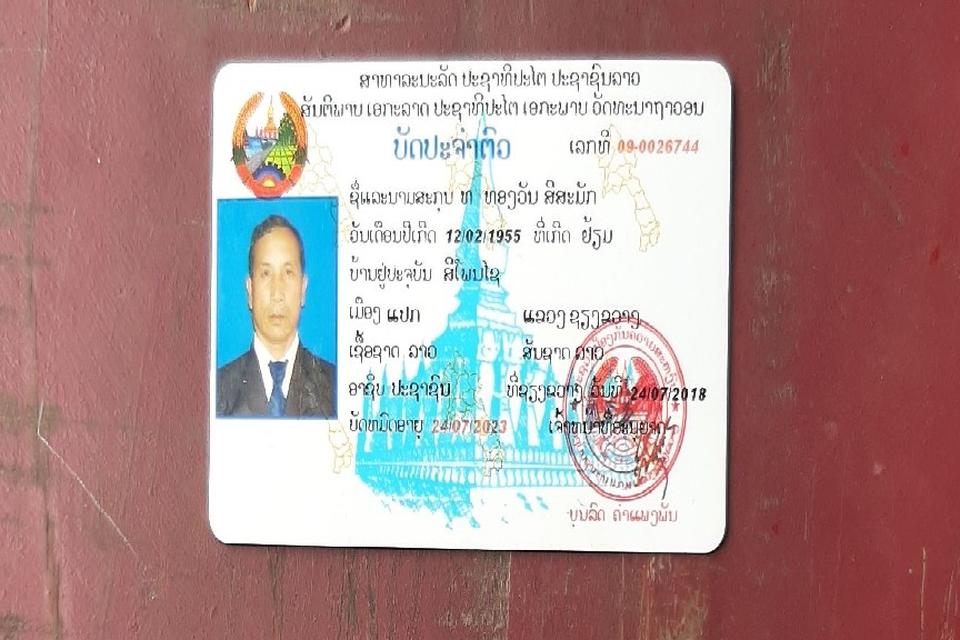 ສາທາລະນະລັດ ປະຊາທິປະໄຕ ປະຊາຊົນລາວ
ສັນຕິພາບ ເອກະລາດ ປະຊາທິປະໄຕ ເອກະພາບ ວັດທະນາຖາວອນ
ບັດປະຈຳຕົວ ເລກທີ 09-0026744
ຊື່ແລະນາມສະກຸນ ທ ທອງວັນ ສີສະມັກ
ວັນເດືອນປີເກີດ 12/02/1955 ທີ່ເກີດ ຢ້ຽມ
ບ້ານຢູ່ປະຈຸບັນ ສີໂພນໄຊ
ເມືອງ ແປກ ແຂວງ ຊຽງຂວາງ
ເຊື້ອຊາດ ລາວ ສັນຊາດ ລາວ
ອາຊີບ ປະຊາຊົນ ທີ່ຊຽງຂວາງ ວັນທີ 24/07/2018
ບັດຫມົດອາຍຸ 24/07/2023 ເຈົ້າຫນ້າທີ່
ບຸນລົດ ຄຳແພງພັນ